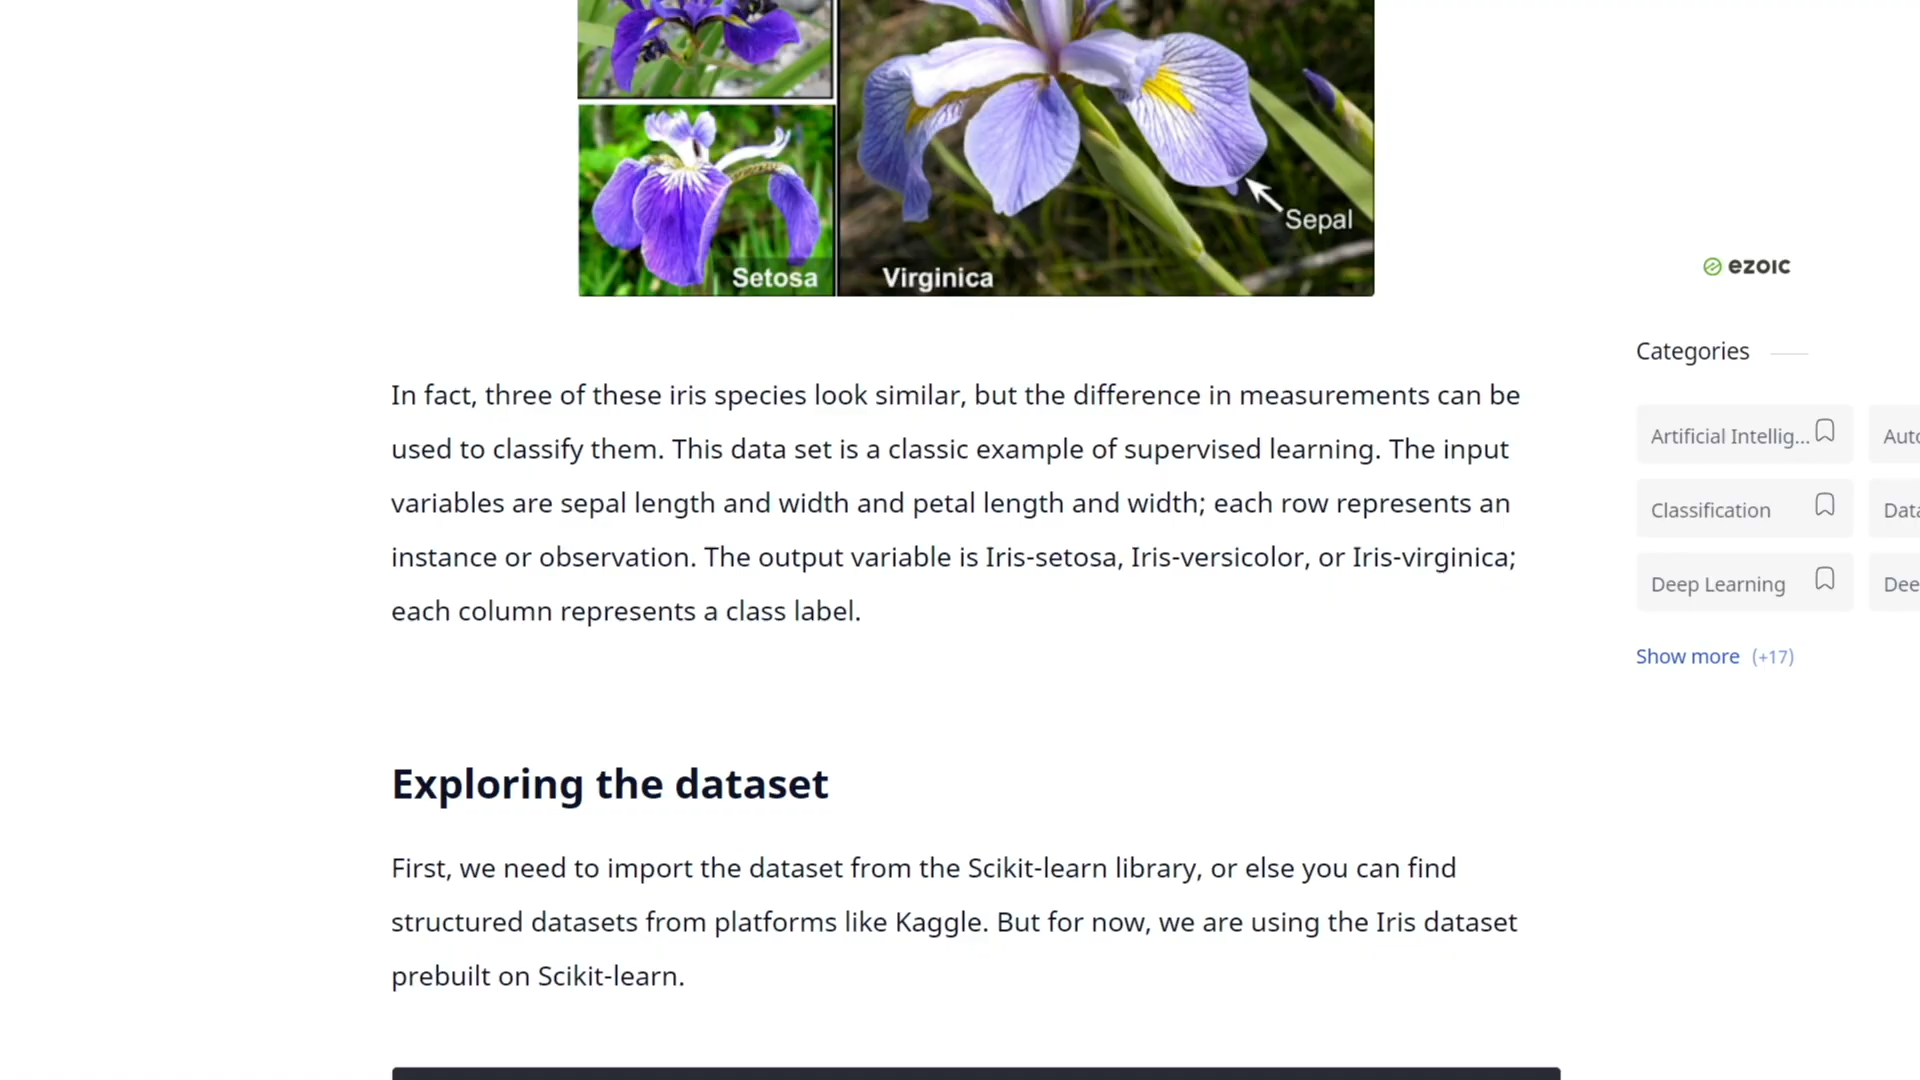 Sepal
Setosa
Virginica
In fact, three of these iris species look similar, but the difference in measurements can be
used to classify them. This data set is a classic example of supervised learning. The input
variables are sepal length and width and petal length and width; each row represents an
instance or observation. The output variable is Iris-setosa, Iris-versicolor, or Iris-virginica;
each column represents a class label.
Exploring the dataset
First, we need to import the dataset from the Scikit-learn library, or else you can find
structured datasets from platforms like Kaggle. But for now, we are using the Iris dataset
prebuilt on Scikit-learn.
ezoic
Categories
Artificial Intellig...
Classification
Data
Deep Learning
Dee
Show more (+17)